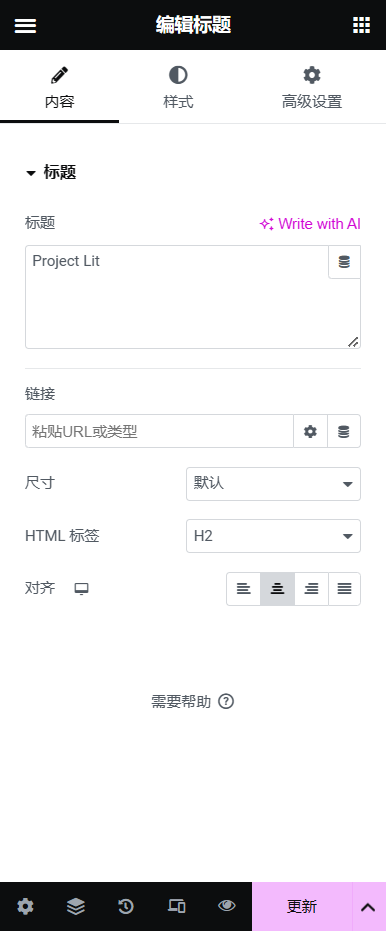 编辑标题
内容 样式 高级设置
标题
标题 Write with AI
Project Lit
链接
粘贴URL或类型
尺寸 默认
HTML 标签 H2
对齐
需要帮助 ?
更新